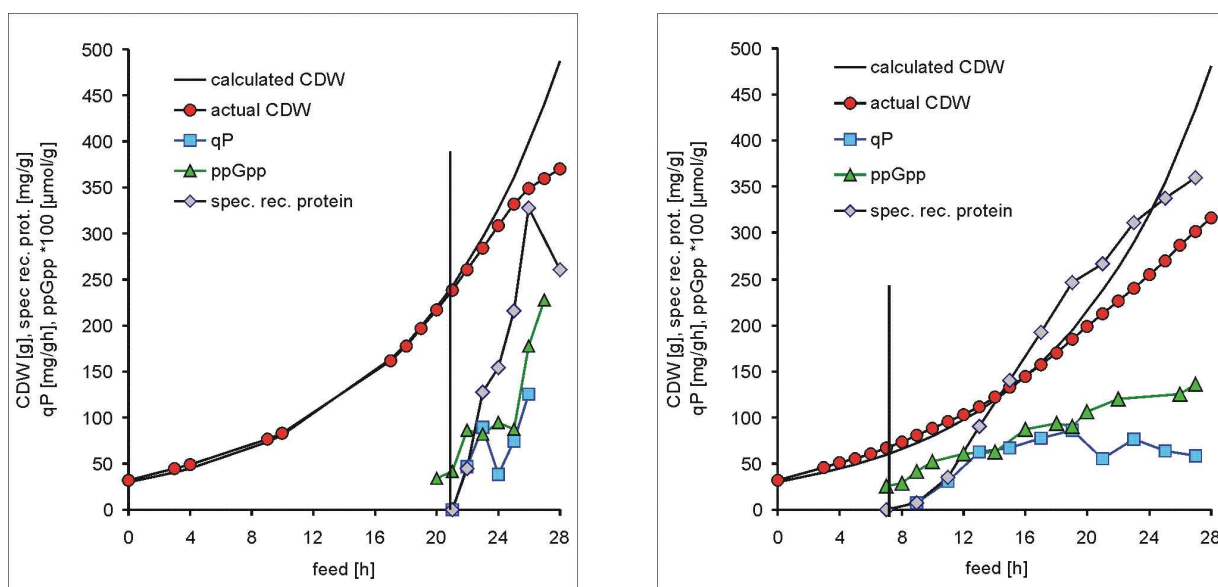 500
450
400
350
300
250
200
150
100
50
0
CDW [g], spec rec. prot. [mg/g]
qP [mg/gh], ppGpp *100 [µmol/g]
calculated CDW
actual CDW
qP
ppGpp
spec. rec. protein
0 4 8 12 16 20 24 28
feed [h]
500
450
400
350
300
250
200
150
100
50
0
CDW [g], spec rec. prot. [mg/g]
qP [mg/gh], ppGpp *100 [µmol/g]
calculated CDW
actual CDW
qP
ppGpp
spec. rec. protein
0 4 8 12 16 20 24 28
feed [h]